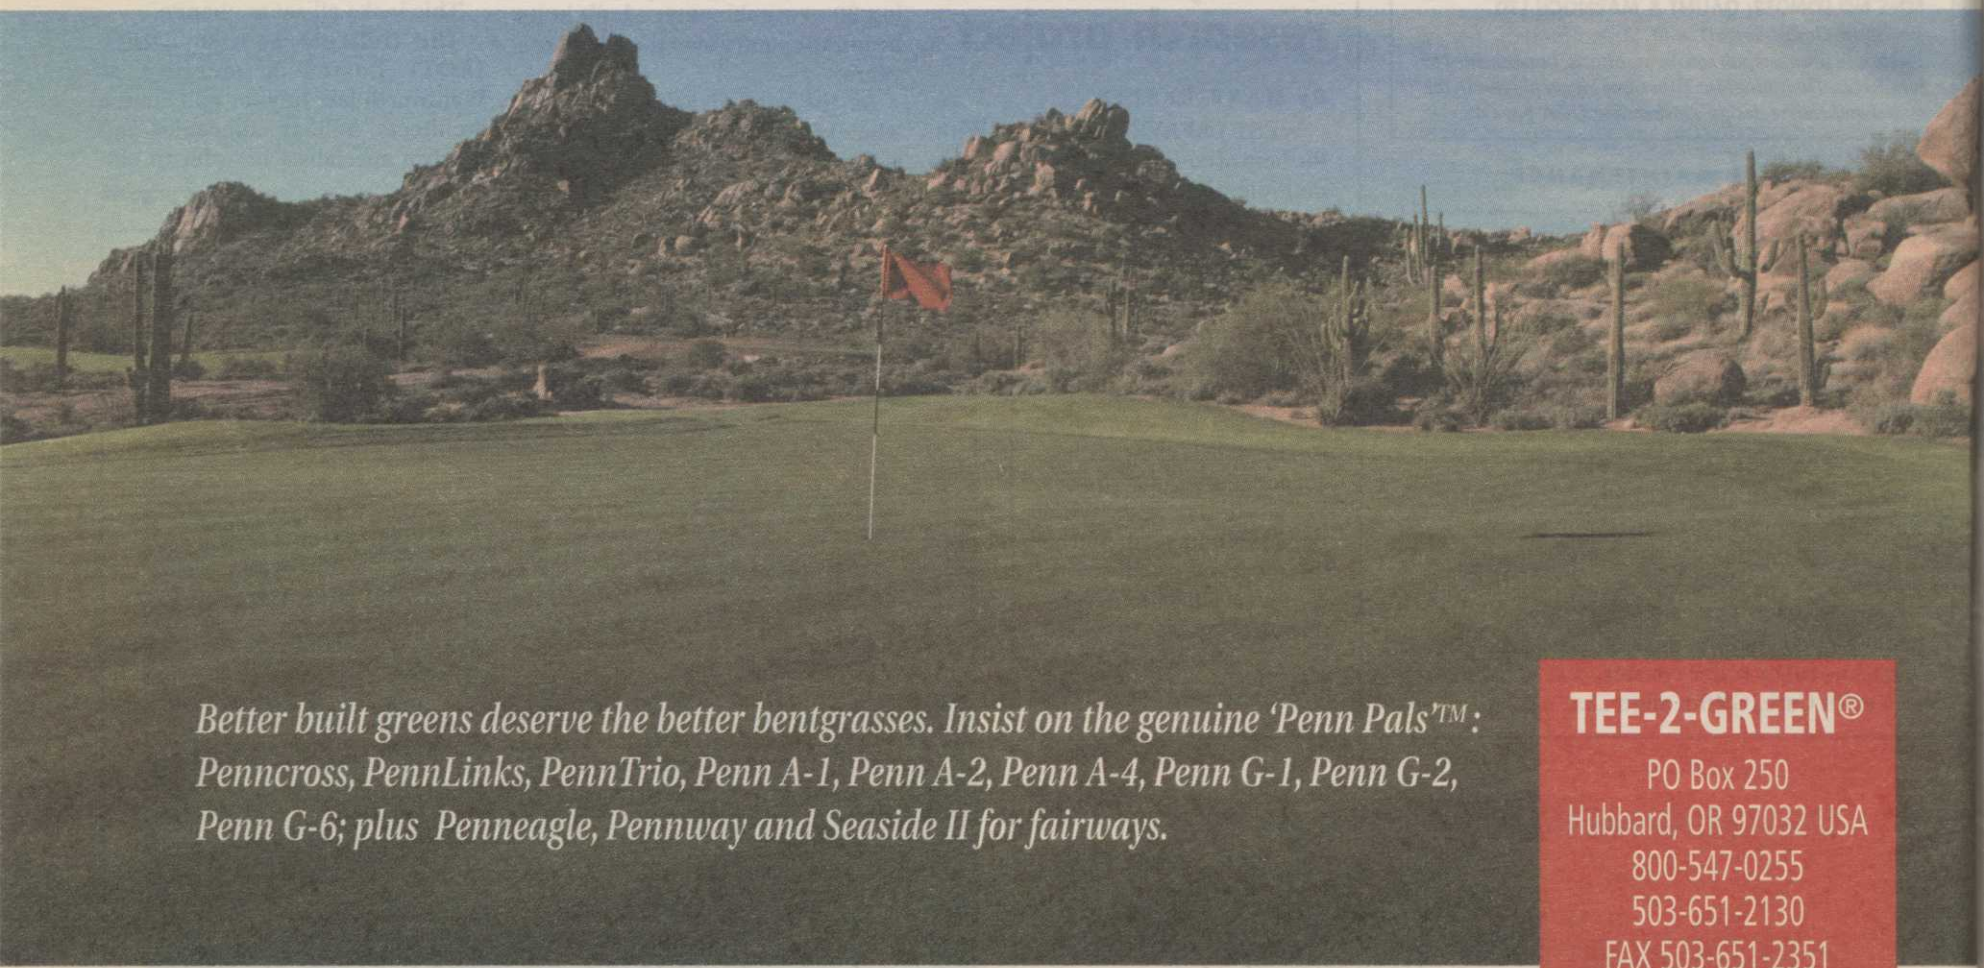 Better built greens deserve the better bentgrasses. Insist on the genuine ‘Penn Pals’™:
Penncross, PennLinks, PennTrio, Penn A-1, Penn A-2, Penn A-4, Penn G-1, Penn G-2,
Penn G-6; plus Penneagle, Pennway and Seaside II for fairways.
TEE-2-GREEN®
PO Box 250
Hubbard, OR 97032 USA
800-547-0255
503-651-2130
FAX 503-651-2351